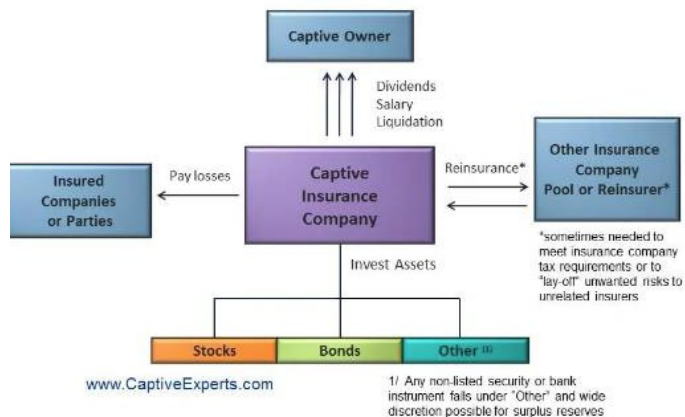 Captive Owner
Dividends
Salary
Liquidation
Insured
Companies
or Parties
Pay losses
Captive
Insurance
Company
Reinsurance*
Other Insurance
Company
Pool or Reinsurer*
*sometimes needed to
meet insurance company
tax requirements or to
"lay-off" unwanted risks to
unrelated insurers
Invest Assets
Stocks
Bonds
Other (1)
www.CaptiveExperts.com
1/ Any non-listed security or bank
instrument falls under "Other" and wide
discretion possible for surplus reserves